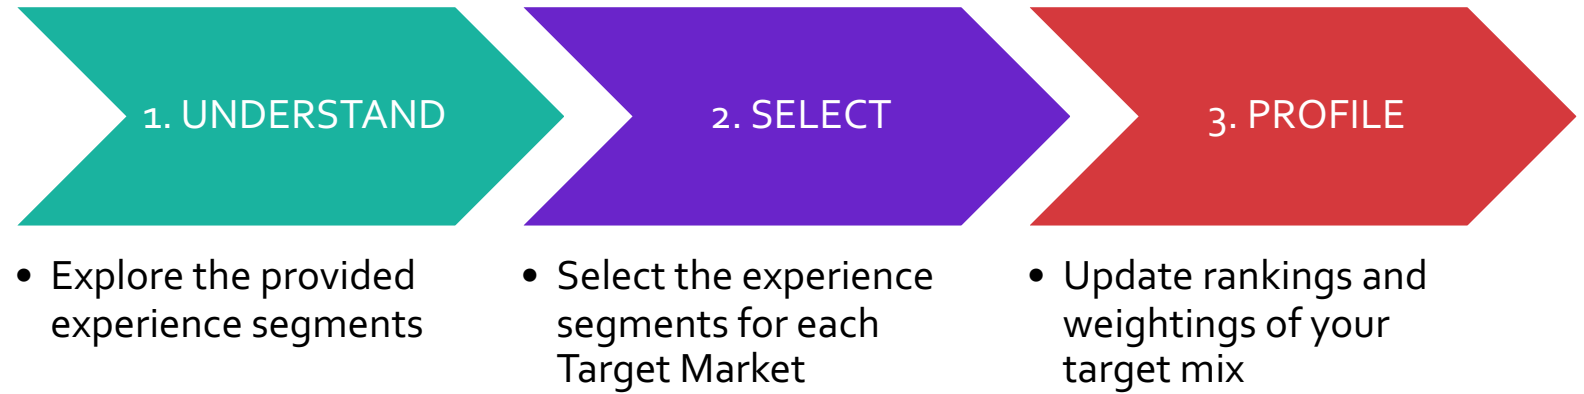 1. UNDERSTAND
• Explore the provided
experience segments
2. SELECT
• Select the experience
segments for each
Target Market
3. PROFILE
• Update rankings and
weightings of your
target mix